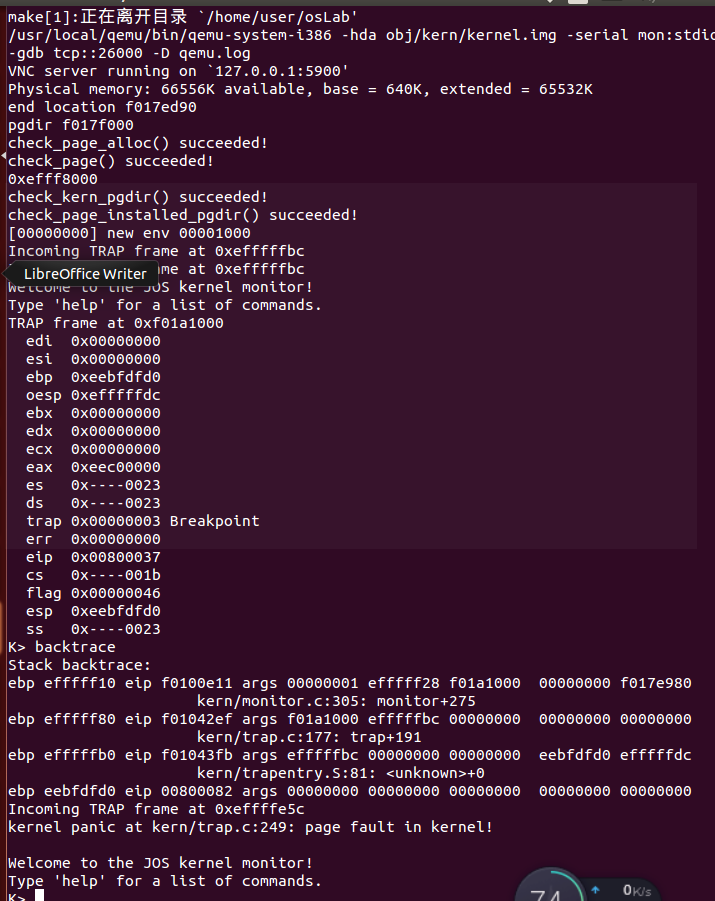 make[1]:正在离开目录 `/home/user/osLab'
/usr/local/qemu/bin/qemu-system-i386 -hda obj/kern/kernel.img -serial mon:stdio
-gdb tcp::26000 -D qemu.log
VNC server running on `127.0.0.1:5900'
Physical memory: 66556K available, base = 640K, extended = 65532K
end location f017ed90
pgdir f017f000
check_page_alloc() succeeded!
check_page() succeeded!
0xefff8000
check_kern_pgdir() succeeded!
check_page_installed_pgdir() succeeded!
[00000000] new env 00001000
Incoming TRAP frame at 0xefffffbc
me at 0xefffffbc
LibreOffice Writer
Welcome to the JOS kernel monitor!
Type 'help' for a list of commands.
TRAP frame at 0xf01a1000
edi 0x00000000
esi 0x00000000
ebp 0xeebfdfd0
oesp 0xefffffdc
ebx 0x00000000
edx 0x00000000
ecx 0x00000000
eax 0xeec00000
es 0x----0023
ds 0x----0023
trap 0x00000003 Breakpoint
err 0x00000000
eip 0x00800037
cs 0x----001b
flag 0x00000046
esp 0xeebfdfd0
ss 0x----0023
K> backtrace
Stack backtrace:
ebp efffff10 eip f0100e11 args 00000001 efffff28 f01a1000 00000000 f017e980
kern/monitor.c:305: monitor+275
ebp efffff80 eip f01042ef args f01a1000 efffffbc 00000000 00000000 00000000
kern/trap.c:177: trap+191
ebp efffffb0 eip f01043fb args efffffbc 00000000 00000000 eebfdfd0 efffffdc
kern/trapentry.S:81: <unknown>+0
ebp eebfdfd0 eip 00800082 args 00000000 00000000 00000000 00000000 00000000
Incoming TRAP frame at 0xeffffe5c
kernel panic at kern/trap.c:249: page fault in kernel!
Welcome to the JOS kernel monitor!
Type 'help' for a list of commands.
K>
74
0K/s